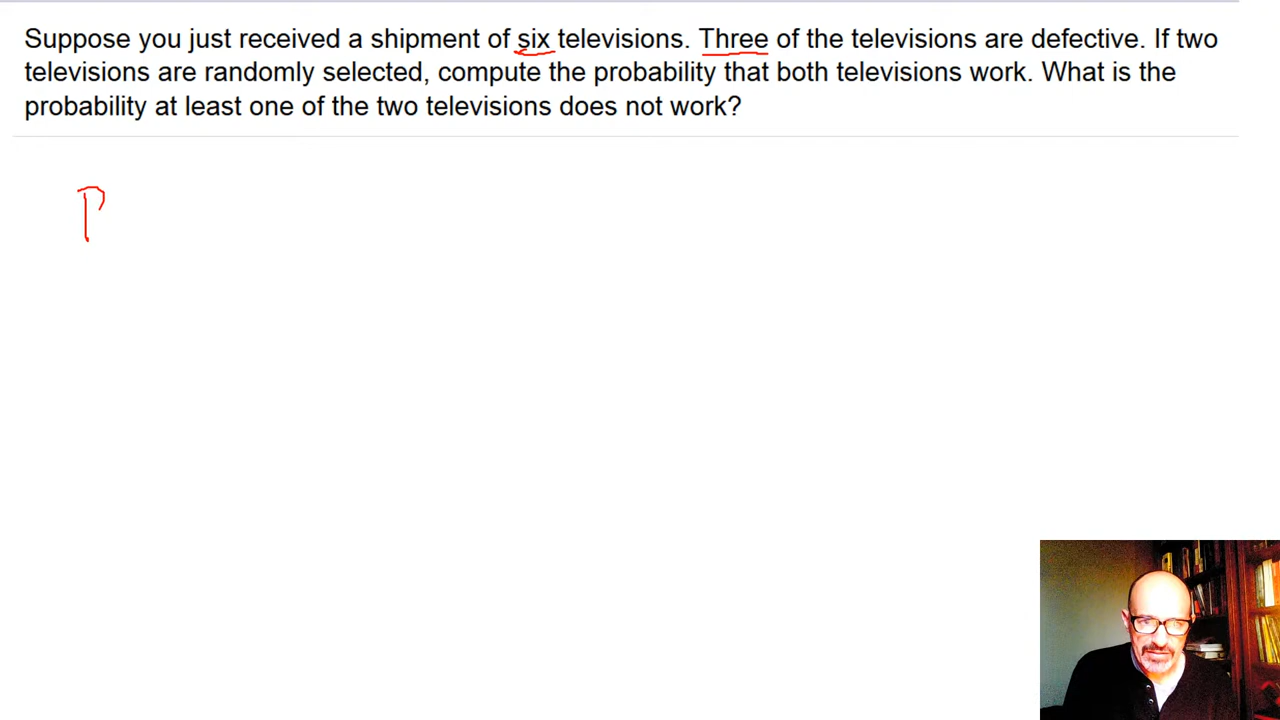 Suppose you just received a shipment of six televisions. Three of the televisions are defective. If two
televisions are randomly selected, compute the probability that both televisions work. What is the
probability at least one of the two televisions does not work?
P